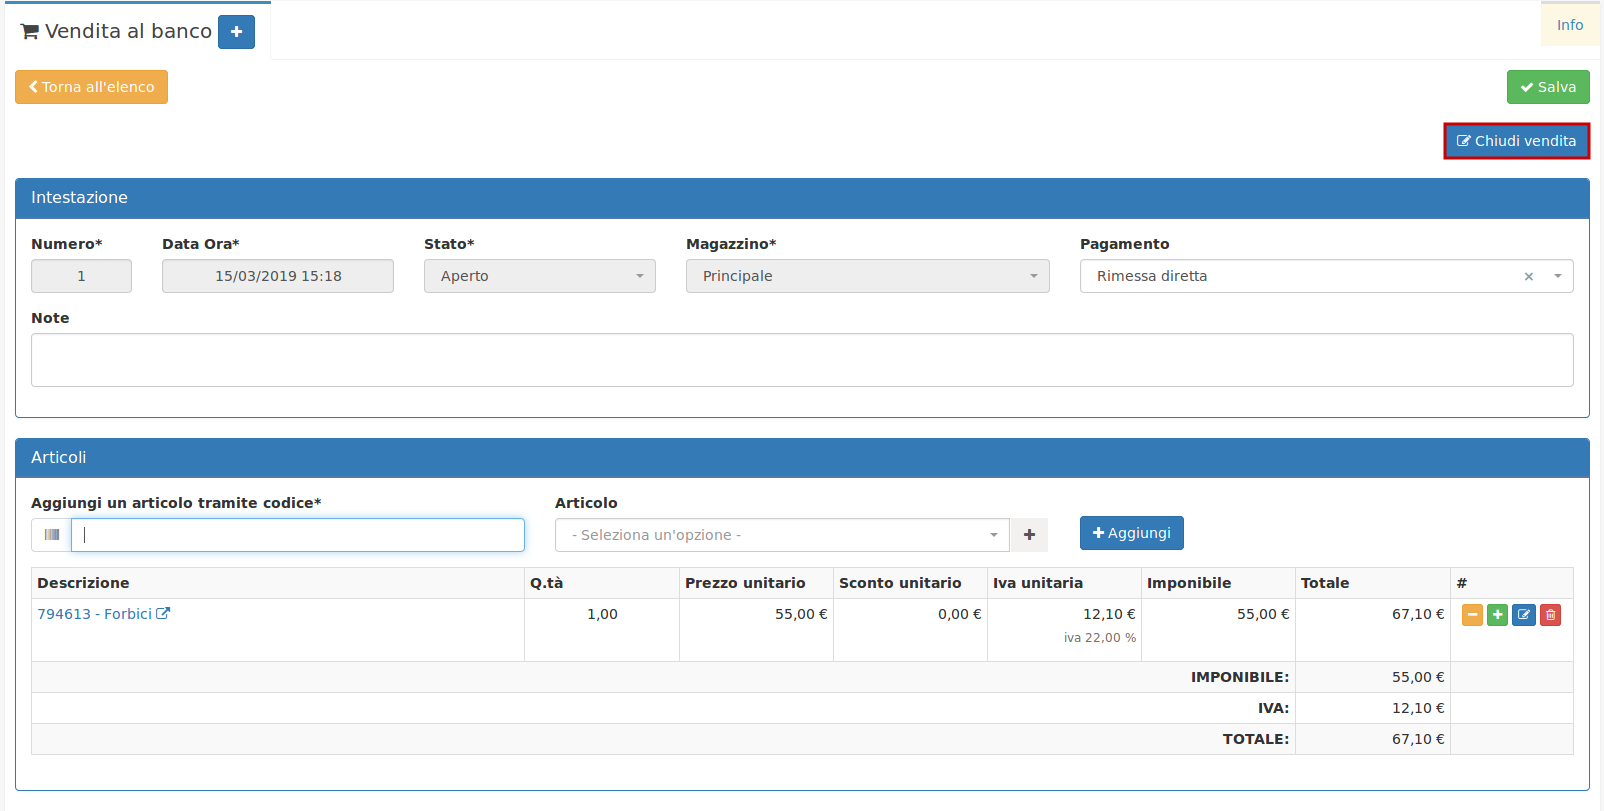 Vendita al banco
Info
Torna all'elenco
Salva
Chiudi vendita
Intestazione
Numero* Data Ora* Stato* Magazzino* Pagamento
1 15/03/2019 15:18 Aperto Principale Rimessa diretta ×
Note
Articoli
Aggiungi un articolo tramite codice* Articolo
- Seleziona un'opzione - + Aggiungi
Descrizione Q.tà Prezzo unitario Sconto unitario Iva unitaria Imponibile Totale #
794613 - Forbici 1,00 55,00 € 0,00 € 12,10 € 55,00 € 67,10 €
iva 22,00 %
IMPONIBILE: 55,00 €
IVA: 12,10 €
TOTALE: 67,10 €